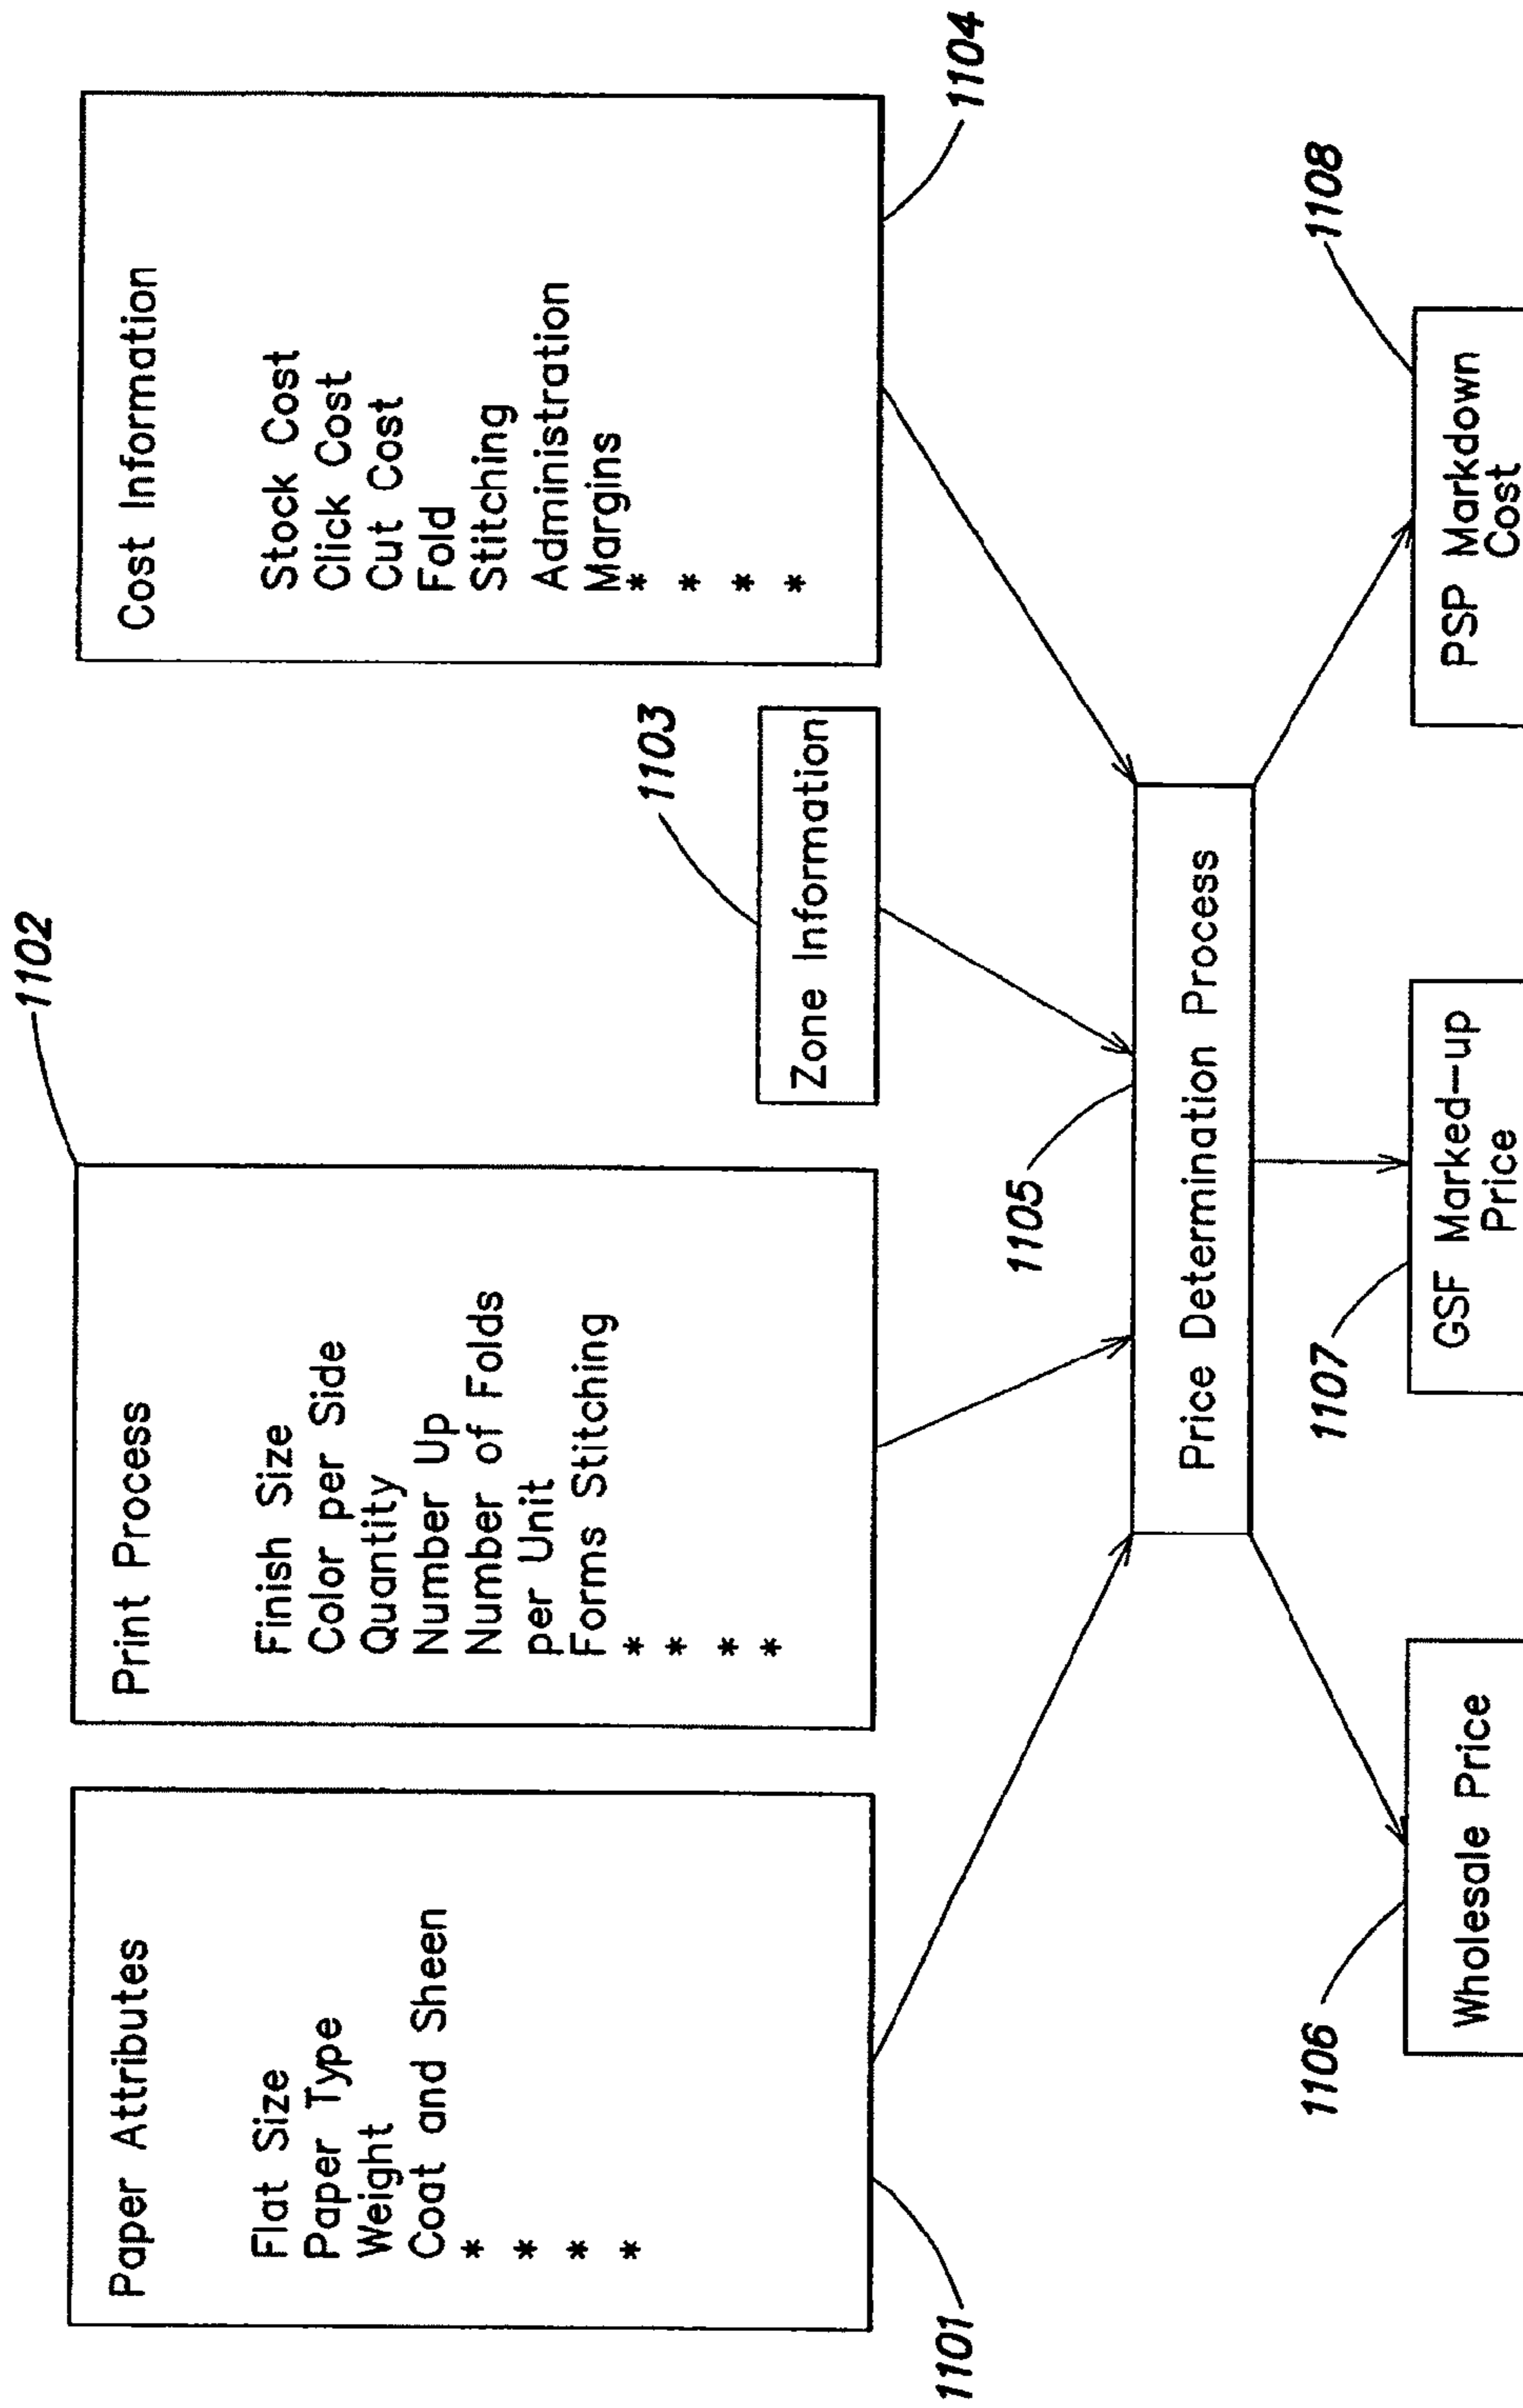 1102
Paper Attributes
Flat Size
Paper Type
Weight
Coat and Sheen
*
*
*
*
1101
Print Process
Finish Size
Color per Side
Quantity
Number Up
Number of Folds
per Unit
Forms Stitching
*
*
*
*
1103
Zone Information
Cost Information
Stock Cost
Click Cost
Cut Cost
Fold
Stitching
Administration
Margins
*
*
*
*
1104
1105
Price Determination Process
1106
Wholesale Price
1107
GSF Marked-up
Price
1108
PSP Markdown
Cost